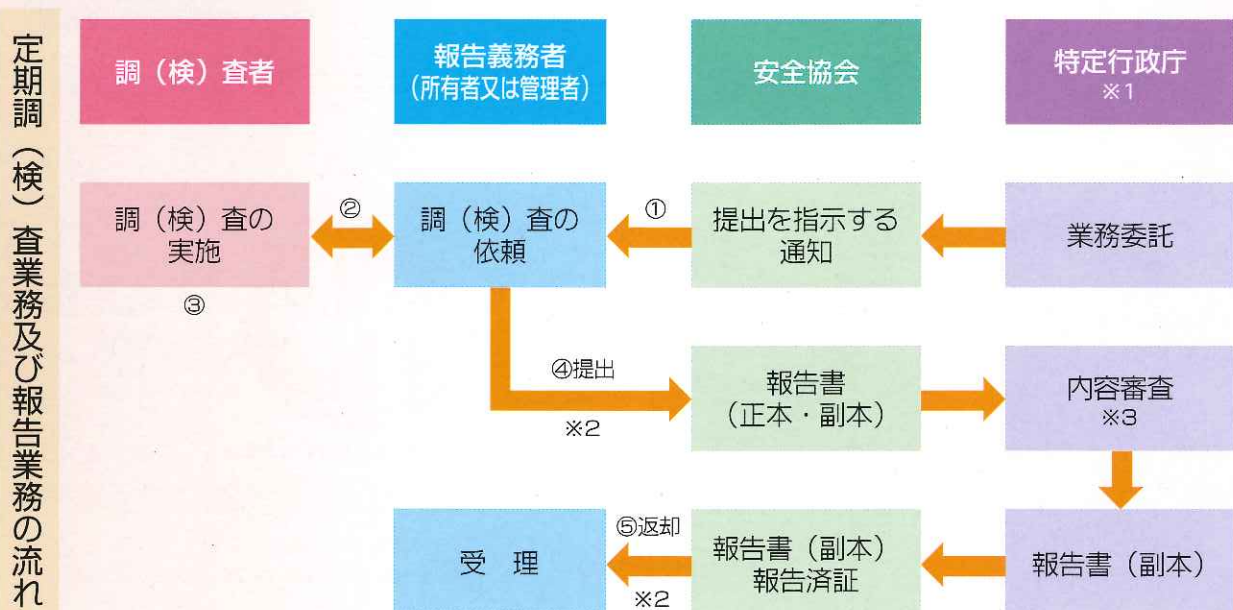 定期調（検）査業務及び報告業務の流れ
調（検）査者
報告義務者
（所有者又は管理者）
安全協会
特定行政庁
※1
調（検）査の
実施
③
②
調（検）査の
依頼
①
提出を指示する
通知
業務委託
④提出
※2
報告書
（正本・副本）
内容審査
※3
受　理
⑤返却
※2
報告書（副本）
報告済証
報告書（副本）